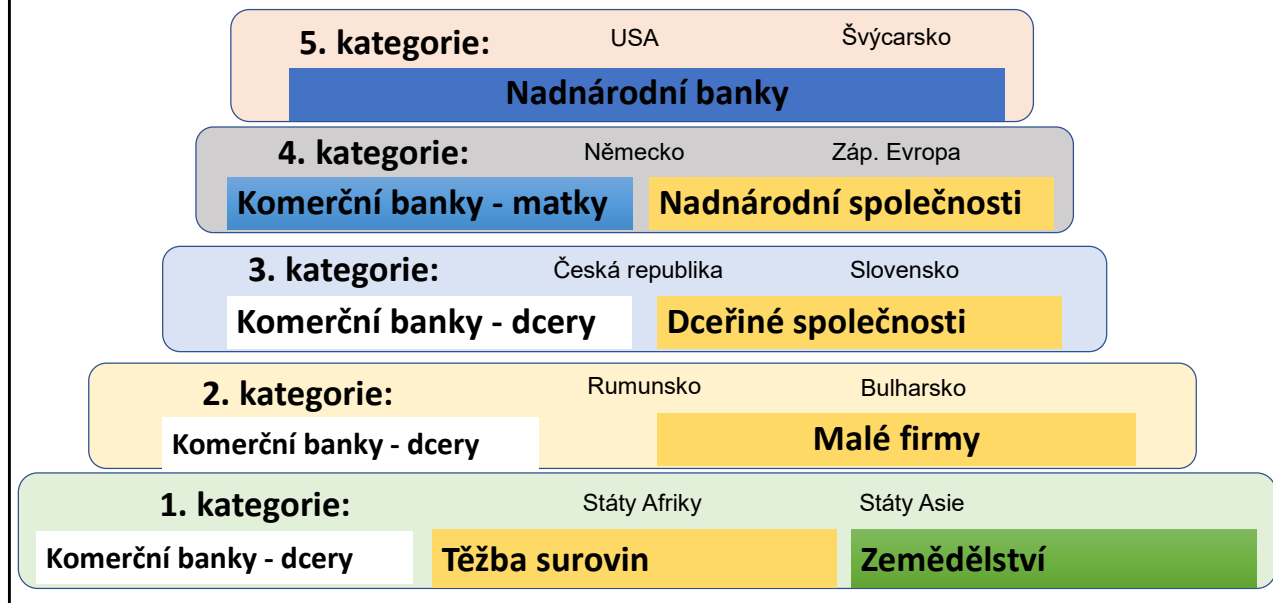 5. kategorie: USA Švýcarsko
Nadnárodní banky
4. kategorie: Německo Záp. Evropa
Komerční banky - matky Nadnárodní společnosti
3. kategorie: Česká republika Slovensko
Komerční banky - dcery Dceřiné společnosti
2. kategorie: Rumunsko Bulharsko
Komerční banky - dcery Malé firmy
1. kategorie: Státy Afriky Státy Asie
Komerční banky - dcery Těžba surovin Zemědělství